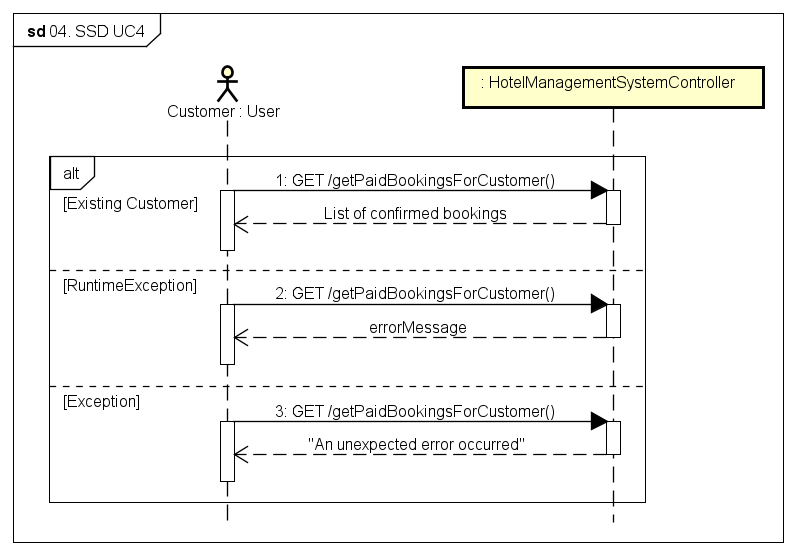 sd 04. SSD UC4
Customer : User
: HotelManagementSystemController
alt
1: GET /getPaidBookingsForCustomer()
[Existing Customer]
List of confirmed bookings
[RuntimeException]
2: GET /getPaidBookingsForCustomer()
errorMessage
[Exception]
3: GET /getPaidBookingsForCustomer()
"An unexpected error occurred"